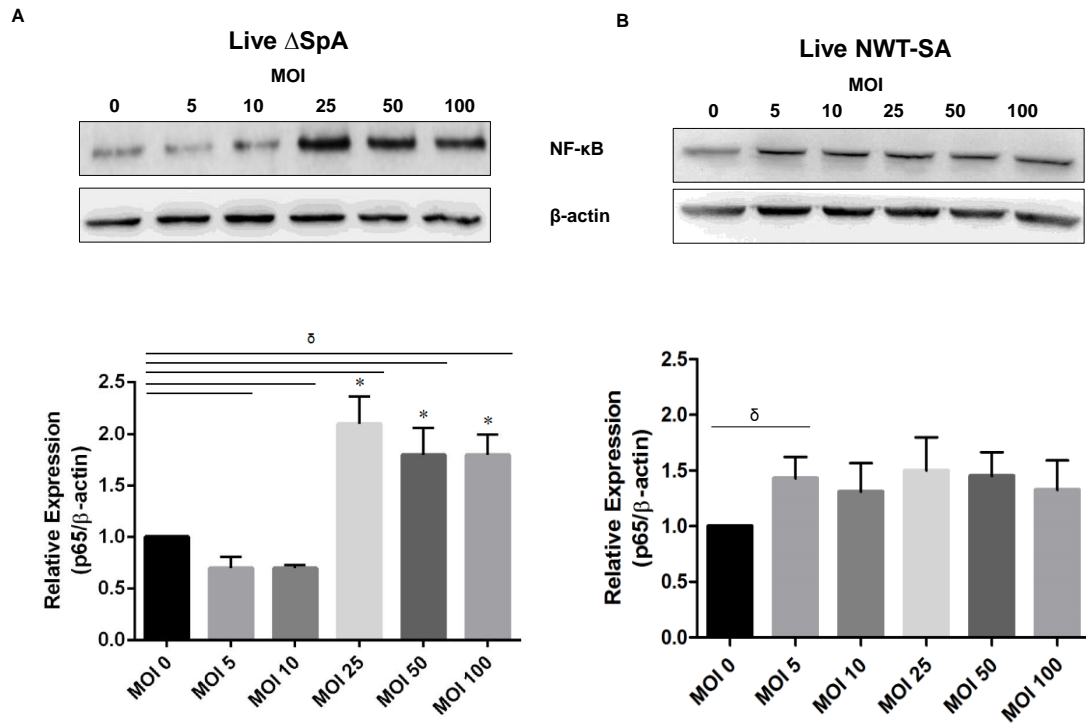 A
Live ΔSpA
MOI
0 5 10 25 50 100
B
Live NWT-SA
MOI
0 5 10 25 50 100
NF-κB
β-actin
δ
* * *
Relative Expression
(p65/β-actin)
2.5
2.0
1.5
1.0
0.5
0.0
MOI 0 MOI 5 MOI 10 MOI 25 MOI 50 MOI 100
δ
Relative Expression
(p65/β-actin)
2.5
2.0
1.5
1.0
0.5
0.0
MOI 0 MOI 5 MOI 10 MOI 25 MOI 50 MOI 100